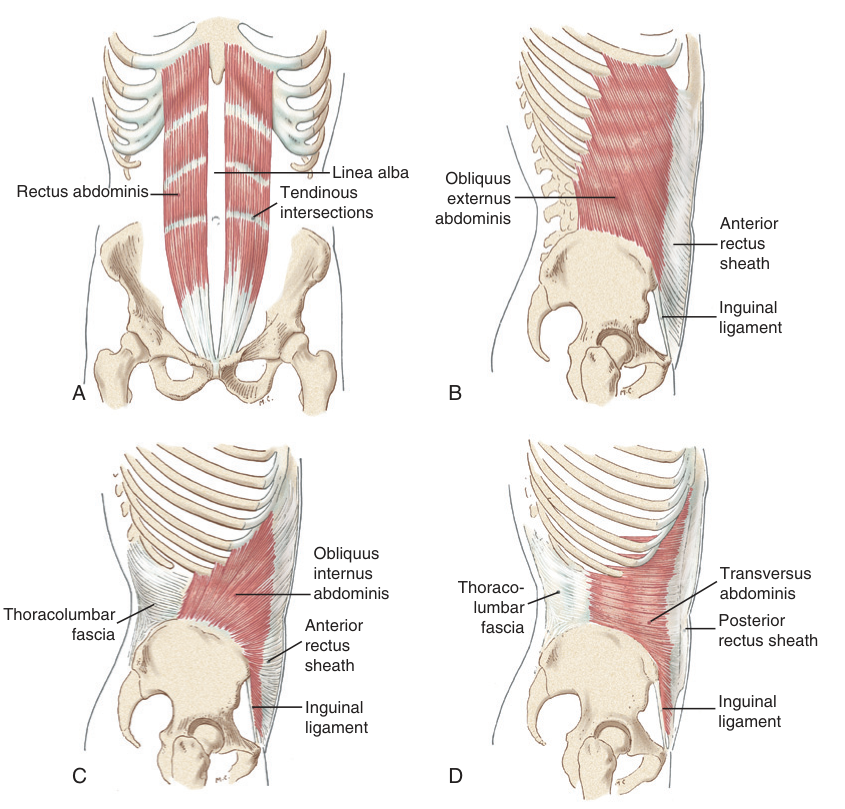 Rectus abdominis
Linea alba
Tendinous
intersections
A
Obliquus
externus
abdominis
Anterior
rectus
sheath
Inguinal
ligament
B
Thoracolumbar
fascia
Obliquus
internus
abdominis
Anterior
rectus
sheath
Inguinal
ligament
C
Thoraco-
lumbar
fascia
Transversus
abdominis
Posterior
rectus sheath
Inguinal
ligament
D